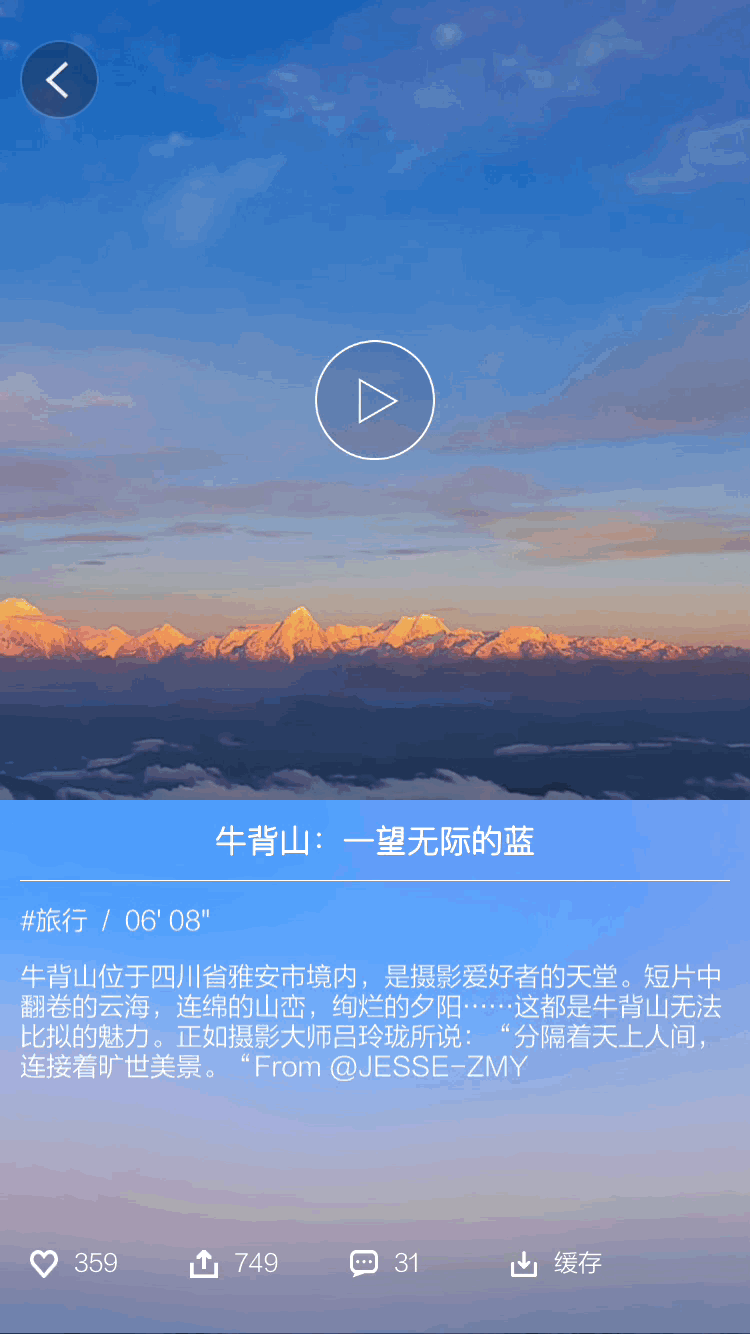 牛背山：一望无际的蓝
#旅行 / 06' 08"
牛背山位于四川省雅安市境内，是摄影爱好者的天堂。短片中
翻卷的云海，连绵的山峦，绚烂的夕阳……这都是牛背山无法
比拟的魅力。正如摄影大师吕玲珑所说：“分隔着天上人间，
连接着旷世美景。“From @JESSE-ZMY
359 749 31 缓存